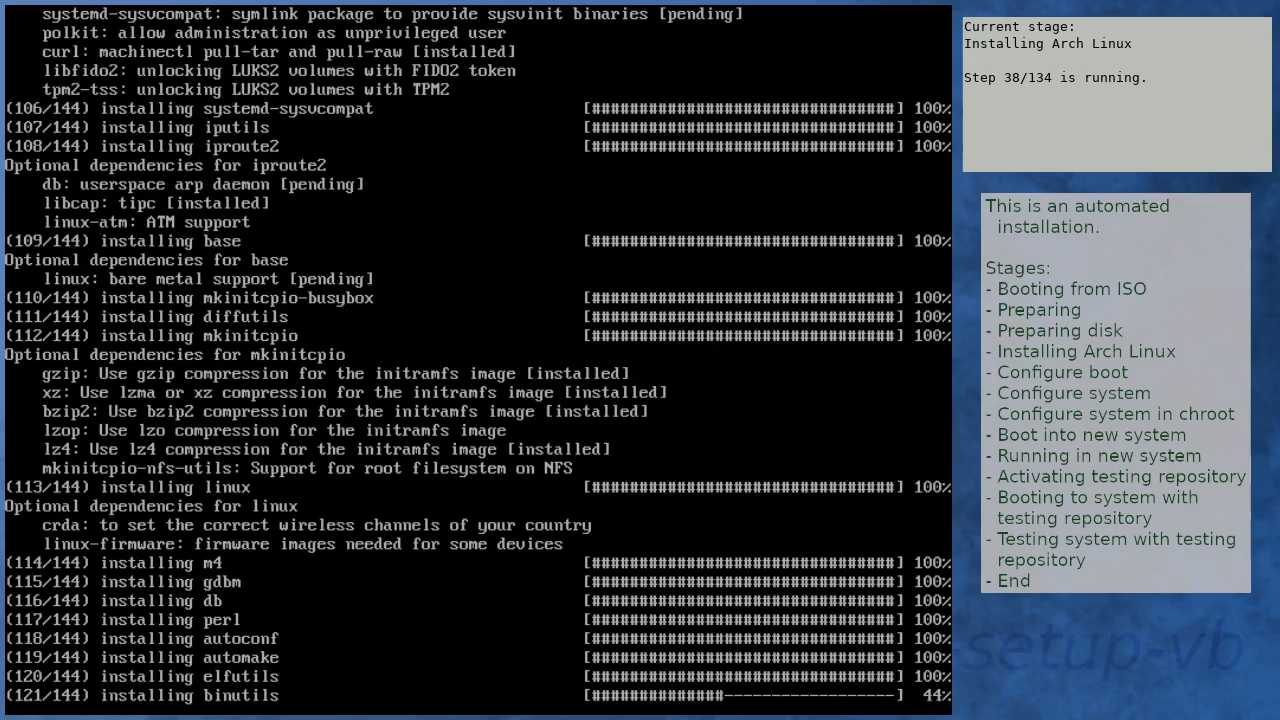 systemd-sysvcompat: symlink package to provide sysvinit binaries [pending]
    polkit: allow administration as unprivileged user
    curl: machinectl pull-tar and pull-raw [installed]
    libfido2: unlocking LUKS2 volumes with FIDO2 token
    tpm2-tss: unlocking LUKS2 volumes with TPM2
(106/144) installing systemd-sysvcompat [################################] 100%
(107/144) installing iputils [################################] 100%
(108/144) installing iproute2 [################################] 100%
Optional dependencies for iproute2
    db: userspace arp daemon [pending]
    libcap: tipc [installed]
    linux-atm: ATM support
(109/144) installing base [################################] 100%
Optional dependencies for base
    linux: bare metal support [pending]
(110/144) installing mkinitcpio-busybox [################################] 100%
(111/144) installing diffutils [################################] 100%
(112/144) installing mkinitcpio [################################] 100%
Optional dependencies for mkinitcpio
    gzip: Use gzip compression for the initramfs image [installed]
    xz: Use lzma or xz compression for the initramfs image [installed]
    bzip2: Use bzip2 compression for the initramfs image [installed]
    lzop: Use lzo compression for the initramfs image
    lz4: Use lz4 compression for the initramfs image [installed]
    mkinitcpio-nfs-utils: Support for root filesystem on NFS
(113/144) installing linux [################################] 100%
Optional dependencies for linux
    crda: to set the correct wireless channels of your country
    linux-firmware: firmware images needed for some devices
(114/144) installing m4 [################################] 100%
(115/144) installing gdbm [################################] 100%
(116/144) installing db [################################] 100%
(117/144) installing perl [################################] 100%
(118/144) installing autoconf [################################] 100%
(119/144) installing automake [################################] 100%
(120/144) installing elfutils [################################] 100%
(121/144) installing binutils [##############------------------] 44%
Current stage:
Installing Arch Linux
Step 38/134 is running.
This is an automated
installation.
Stages:
- Booting from ISO
- Preparing
- Preparing disk
- Installing Arch Linux
- Configure boot
- Configure system
- Configure system in chroot
- Boot into new system
- Running in new system
- Activating testing repository
- Booting to system with
testing repository
- Testing system with testing
repository
- End
setup-vb